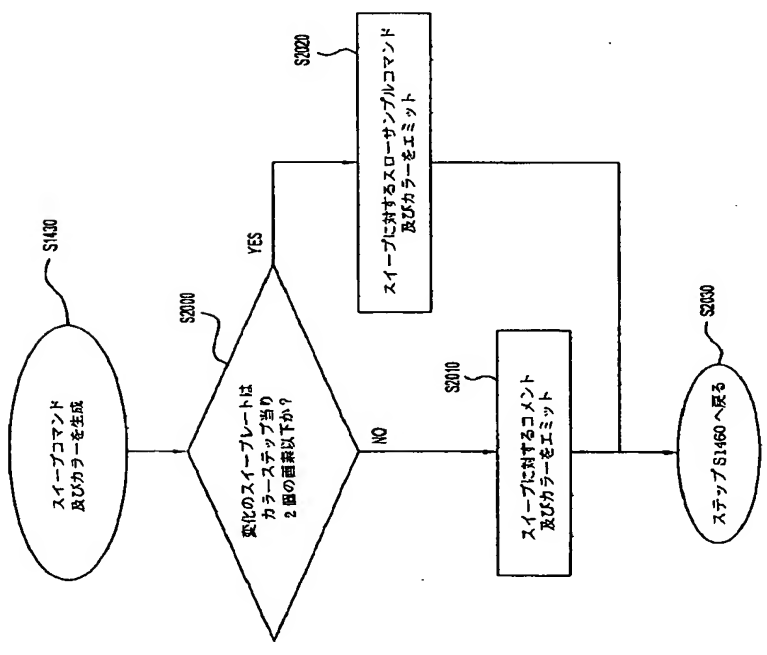 スイープコマンド
及びカラーを生成
S1430
変化のスイープレートは
カラーステップ当り
2個の画素以下か?
S2000
YES
スイープに対するスローサンプルコマンド
及びカラーをエミット
S2020
NO
スイープに対するコメント
及びカラーをエミット
S2010
ステップS1460へ戻る
S2030